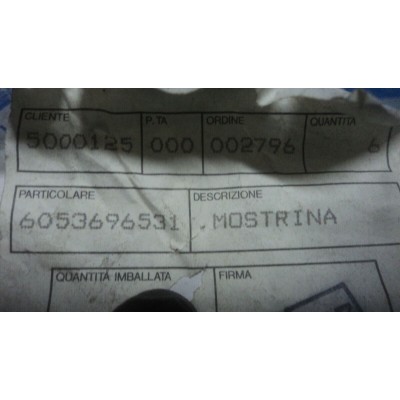 CLIENTE P.TA ORDINE QUANTITA
5000125 000 002796 6
PARTICOLARE DESCRIZIONE
6053696531 MOSTRINA
QUANTITA IMBALLATA FIRMA